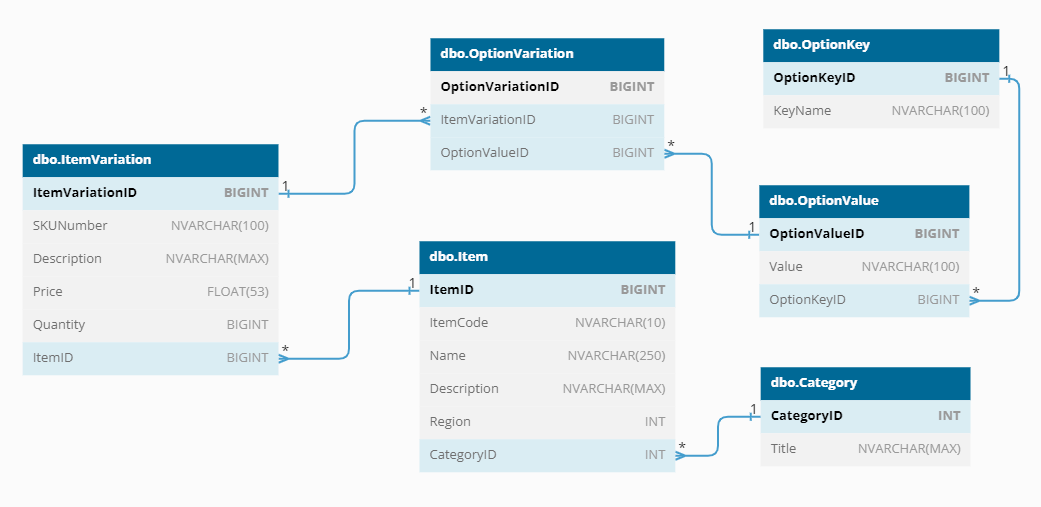 dbo.OptionVariation
OptionVariationID BIGINT
ItemVariationID BIGINT
OptionValueID BIGINT
dbo.OptionKey
OptionKeyID BIGINT
KeyName NVARCHAR(100)
dbo.ItemVariation
ItemVariationID BIGINT
SKUNumber NVARCHAR(100)
Description NVARCHAR(MAX)
Price FLOAT(53)
Quantity BIGINT
ItemID BIGINT
dbo.OptionValue
OptionValueID BIGINT
Value NVARCHAR(100)
OptionKeyID BIGINT
dbo.Item
ItemID BIGINT
ItemCode NVARCHAR(10)
Name NVARCHAR(250)
Description NVARCHAR(MAX)
Region INT
CategoryID INT
dbo.Category
CategoryID INT
Title NVARCHAR(MAX)
1
*
*
1
1
*
1
*
*
1